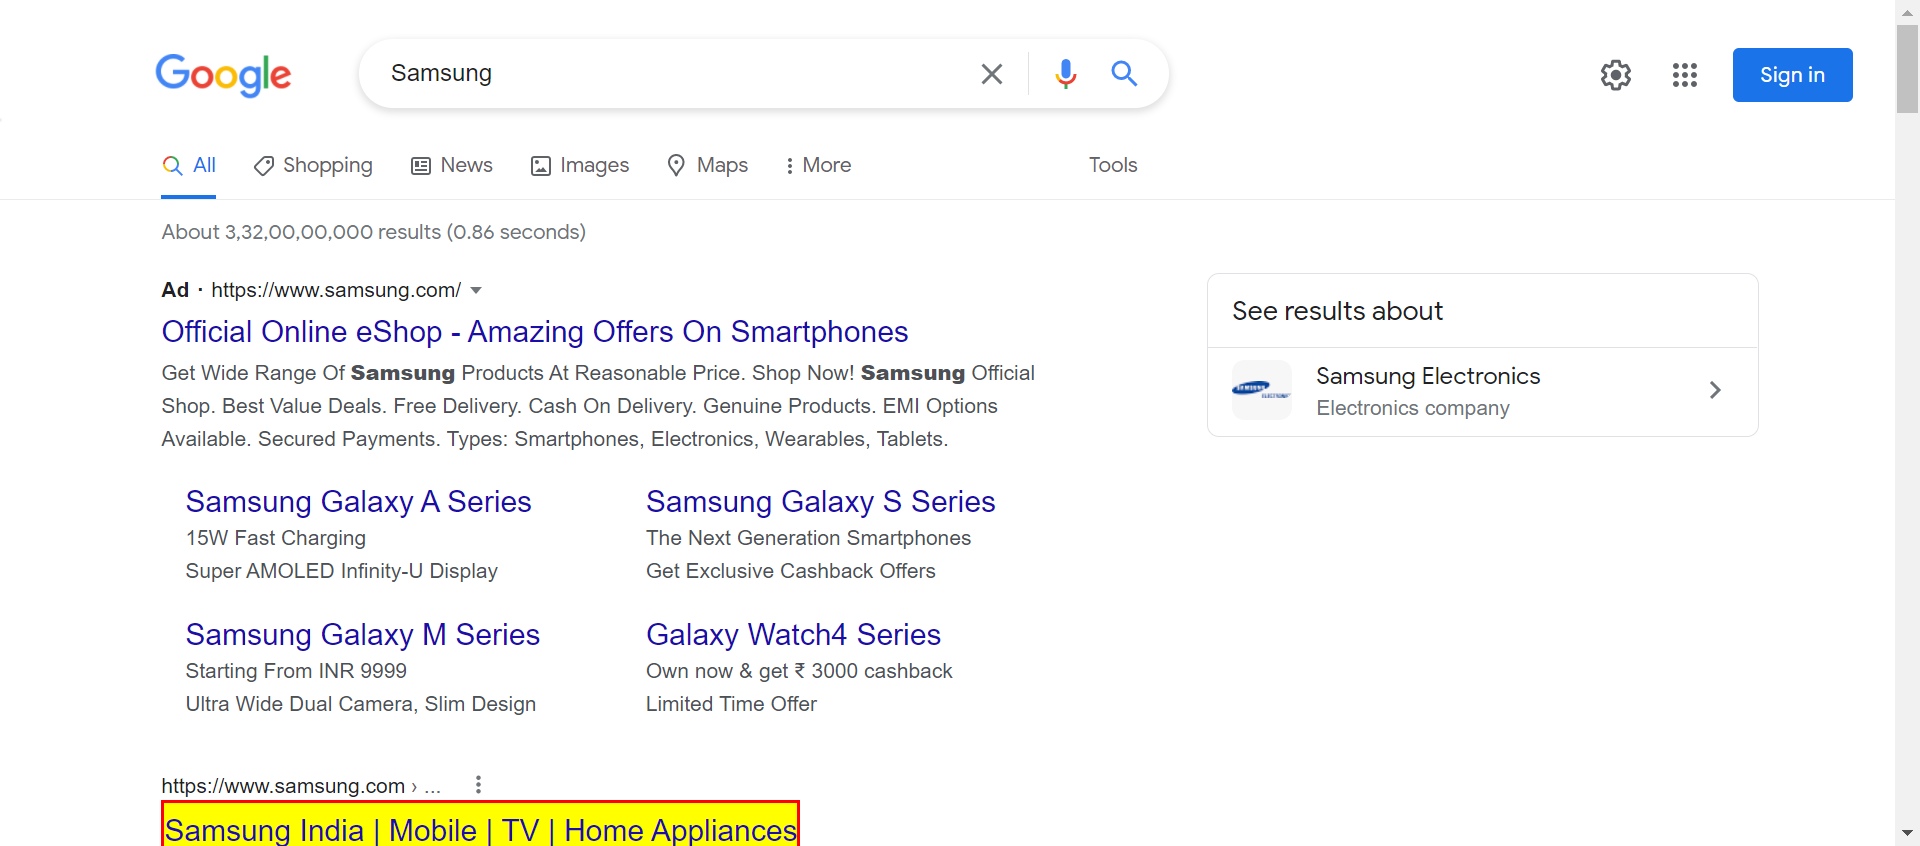 Google
Samsung
Sign in
All
Shopping
News
Images
Maps
More
Tools
About 3,32,00,00,000 results (0.86 seconds)
Ad · https://www.samsung.com/
Official Online eShop - Amazing Offers On Smartphones
Get Wide Range Of Samsung Products At Reasonable Price. Shop Now! Samsung Official
Shop. Best Value Deals. Free Delivery. Cash On Delivery. Genuine Products. EMI Options
Available. Secured Payments. Types: Smartphones, Electronics, Wearables, Tablets.
Samsung Galaxy A Series
15W Fast Charging
Super AMOLED Infinity-U Display
Samsung Galaxy S Series
The Next Generation Smartphones
Get Exclusive Cashback Offers
Samsung Galaxy M Series
Starting From INR 9999
Ultra Wide Dual Camera, Slim Design
Galaxy Watch4 Series
Own now & get ₹ 3000 cashback
Limited Time Offer
https://www.samsung.com › ...
Samsung India | Mobile | TV | Home Appliances
See results about
SAMSUNG
ELECTRONICS
Samsung Electronics
Electronics company